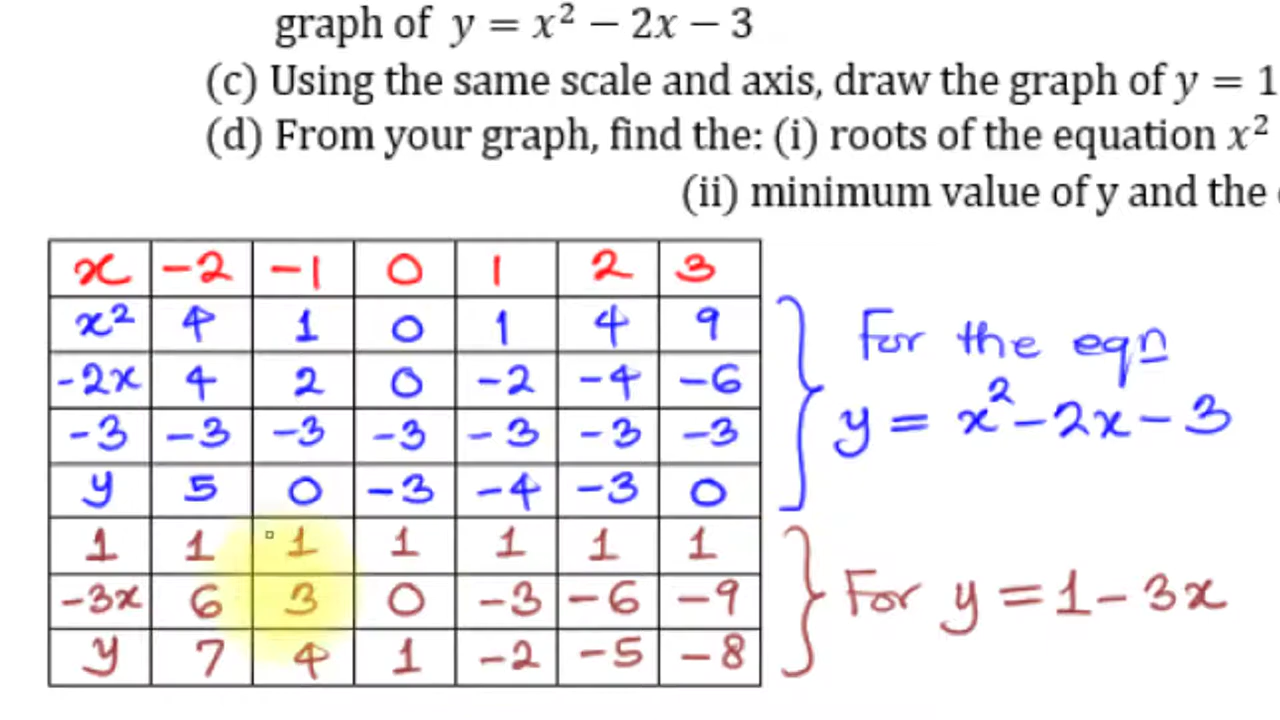 graph of y = x² − 2x − 3
(c) Using the same scale and axis, draw the graph of y = 1
(d) From your graph, find the: (i) roots of the equation x²
(ii) minimum value of y and the
x -2 -1 0 1 2 3
x² 4 1 0 1 4 9
-2x 4 2 0 -2 -4 -6
-3 -3 -3 -3 -3 -3 -3
y 5 0 -3 -4 -3 0
For the eqn
y = x²-2x-3
1 1 1 1 1 1 1
-3x 6 3 0 -3 -6 -9
y 7 4 1 -2 -5 -8
For y = 1-3x